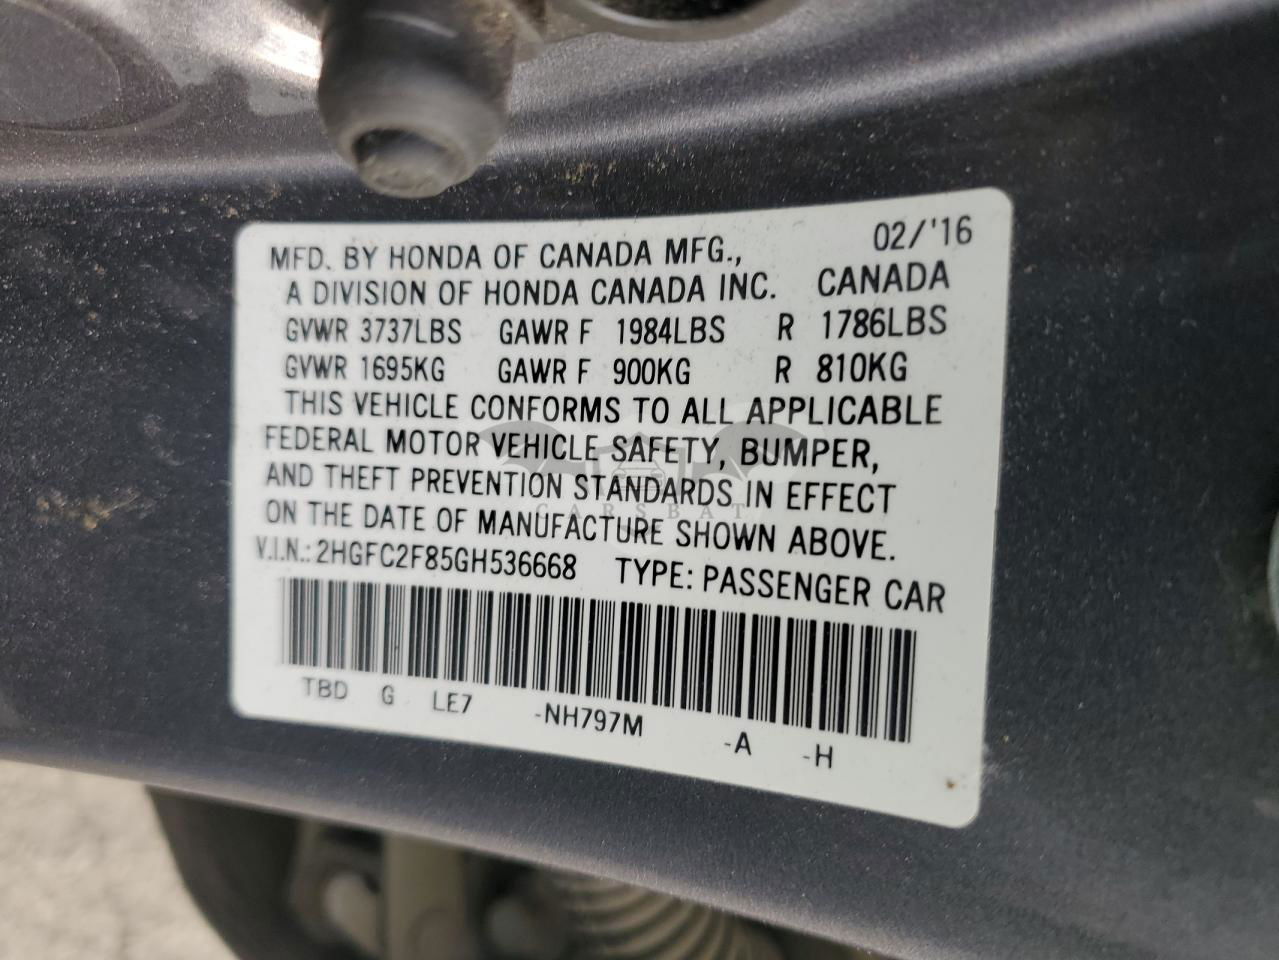 02/'16
MFD. BY HONDA OF CANADA MFG.,
A DIVISION OF HONDA CANADA INC. CANADA
GVWR 3737LBS GAWR F 1984LBS R 1786LBS
GVWR 1695KG GAWR F 900KG R 810KG
THIS VEHICLE CONFORMS TO ALL APPLICABLE
FEDERAL MOTOR VEHICLE SAFETY, BUMPER,
AND THEFT PREVENTION STANDARDS IN EFFECT
CARSBAT
ON THE DATE OF MANUFACTURE SHOWN ABOVE.
V.I.N.: 2HGFC2F85GH536668 TYPE: PASSENGER CAR
TBD G LE7 -NH797M -A -H